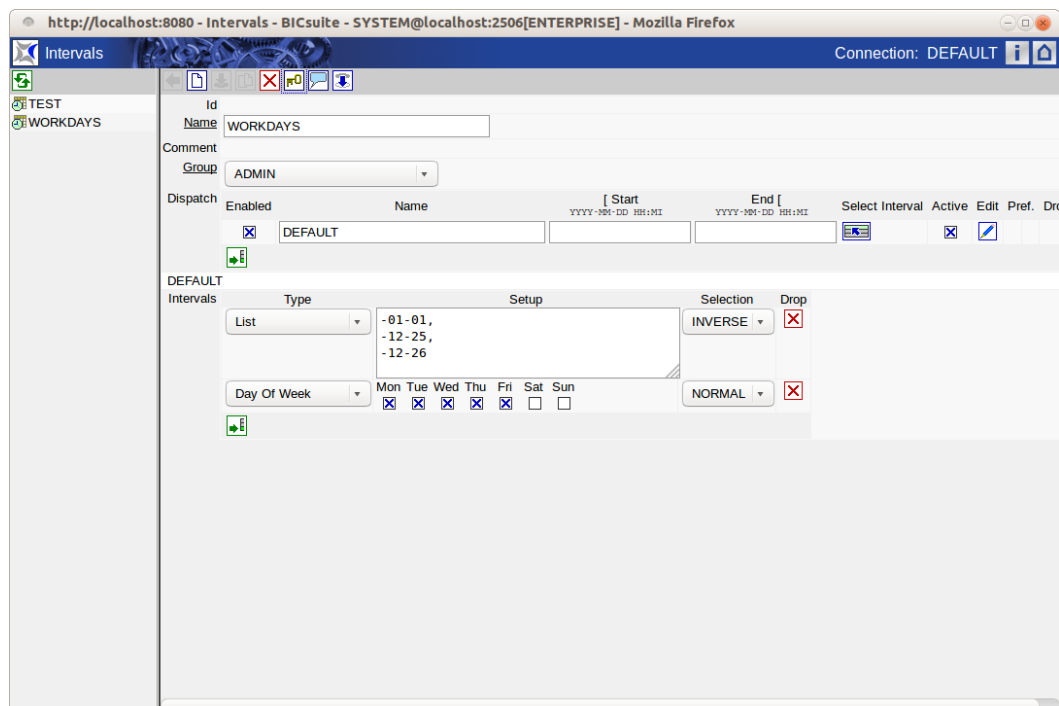 http://localhost:8080 - Intervals - BICsuite - SYSTEM@localhost:2506[ENTERPRISE] - Mozilla Firefox
Intervals
Connection: DEFAULT
TEST
WORKDAYS
Id
Name WORKDAYS
Comment
Group ADMIN
Dispatch Enabled Name [ Start End [ Select Interval Active Edit Pref. Dro
YYYY-MM-DD HH:MI YYYY-MM-DD HH:MI
DEFAULT
DEFAULT
Intervals Type Setup Selection Drop
List -01-01, INVERSE
-12-25,
-12-26
Mon Tue Wed Thu Fri Sat Sun
Day Of Week NORMAL